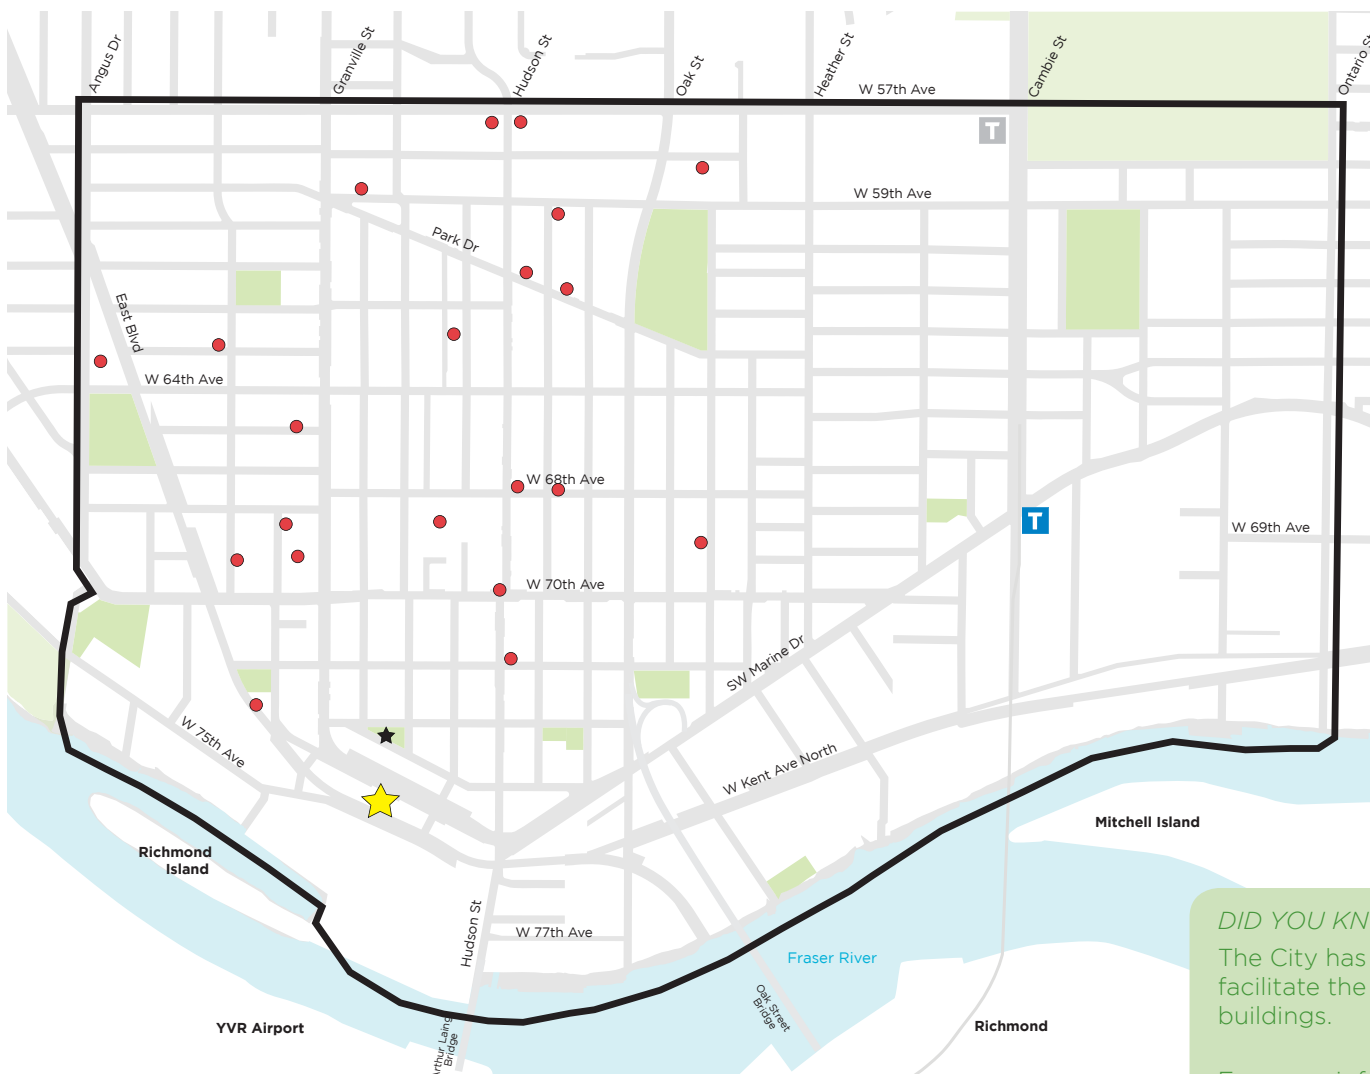 Angus Dr
Granville St
Hudson St
Oak St
Heather St
W 57th Ave
Cambie St
Ontario St
T
W 59th Ave
Park Dr
East Blvd
W 64th Ave
W 68th Ave
T
W 69th Ave
W 70th Ave
SW Marine Dr
W 75th Ave
W Kent Ave North
Mitchell Island
Richmond
Island
Hudson St
W 77th Ave
Fraser River
Oak Street
Bridge
YVR Airport
rthur Laing
Bridge
Richmond
DID YOU KN
The City has
facilitate the
buildings.